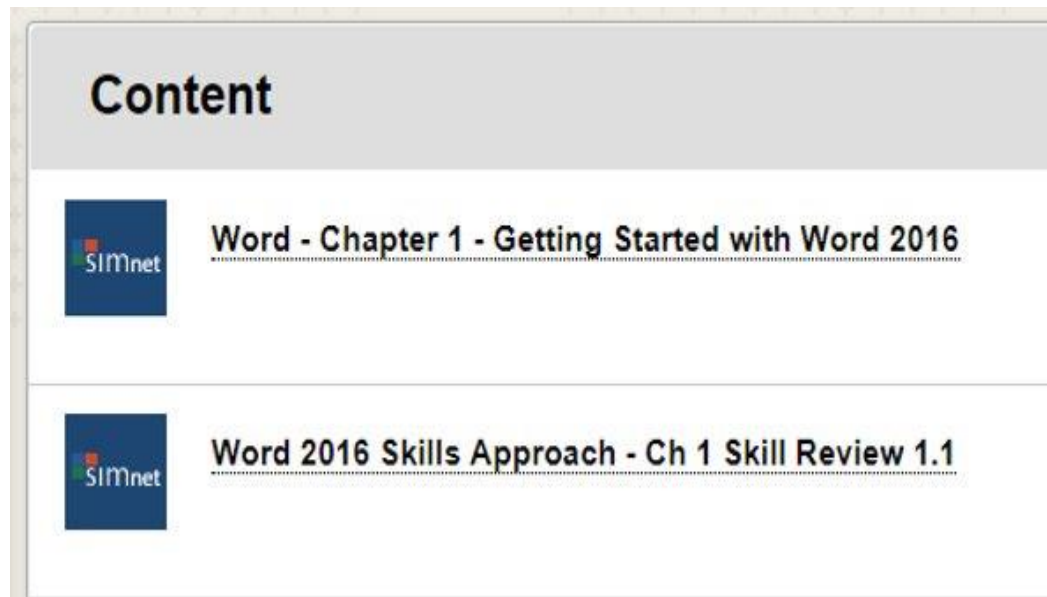 Content
SIMnet
Word - Chapter 1 - Getting Started with Word 2016
SIMnet
Word 2016 Skills Approach - Ch 1 Skill Review 1.1